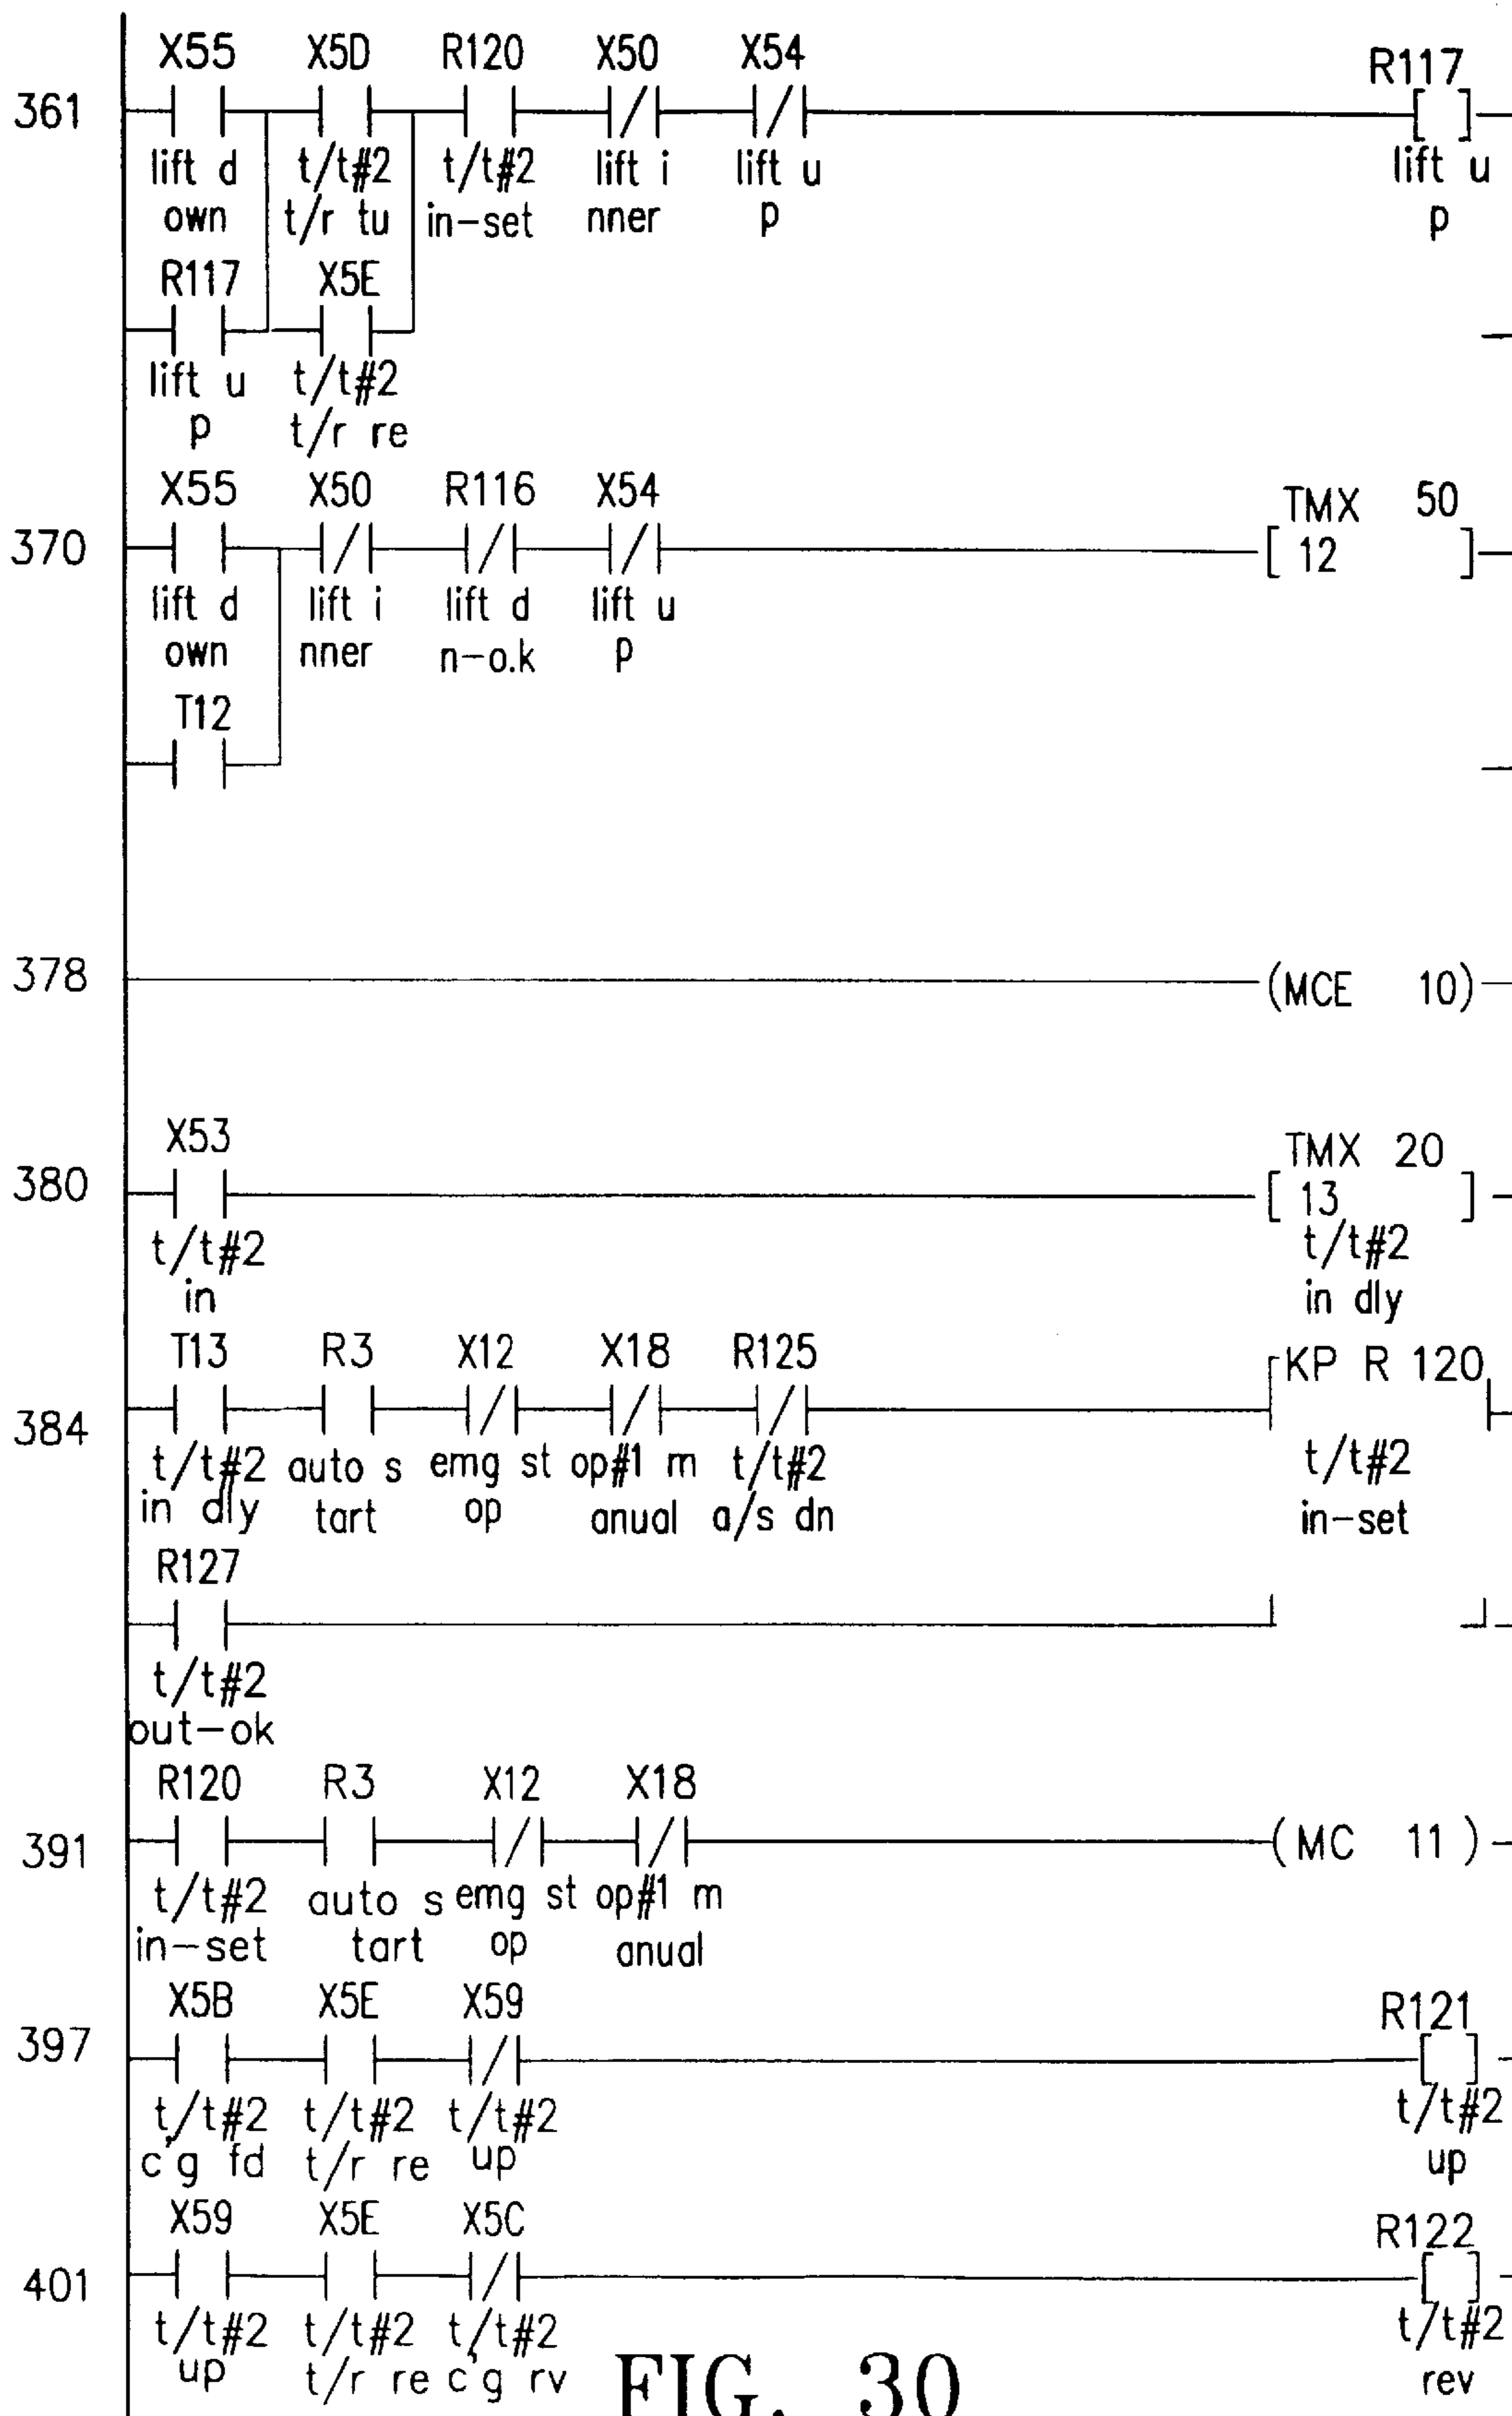 X55 X5D R120 X50 X54 R117
361
lift d t/t#2 t/t#2 lift i lift u lift u
own t/r tu in-set nner p p
R117 X5E
lift u t/t#2
p t/r re
X55 X50 R116 X54 TMX 50
370 [ 12 ]
lift d lift i lift d lift u
own nner n-o.k p
T12
378 (MCE 10)
X53 TMX 20
380 [ 13 ]
t/t#2 t/t#2
in in dly
T13 R3 X12 X18 R125 KP R 120
384
t/t#2 auto s emg st op#1 m t/t#2 t/t#2
in dly tart op anual a/s dn in-set
R127
t/t#2
out-ok
R120 R3 X12 X18
391 (MC 11)
t/t#2 auto s emg st op#1 m
in-set tart op anual
X5B X5E X59 R121
397
t/t#2 t/t#2 t/t#2 t/t#2
c'g fd t/r re up up
X59 X5E X5C R122
401
t/t#2 t/t#2 t/t#2 t/t#2
up t/r re c'g rv rev
FIG. 30